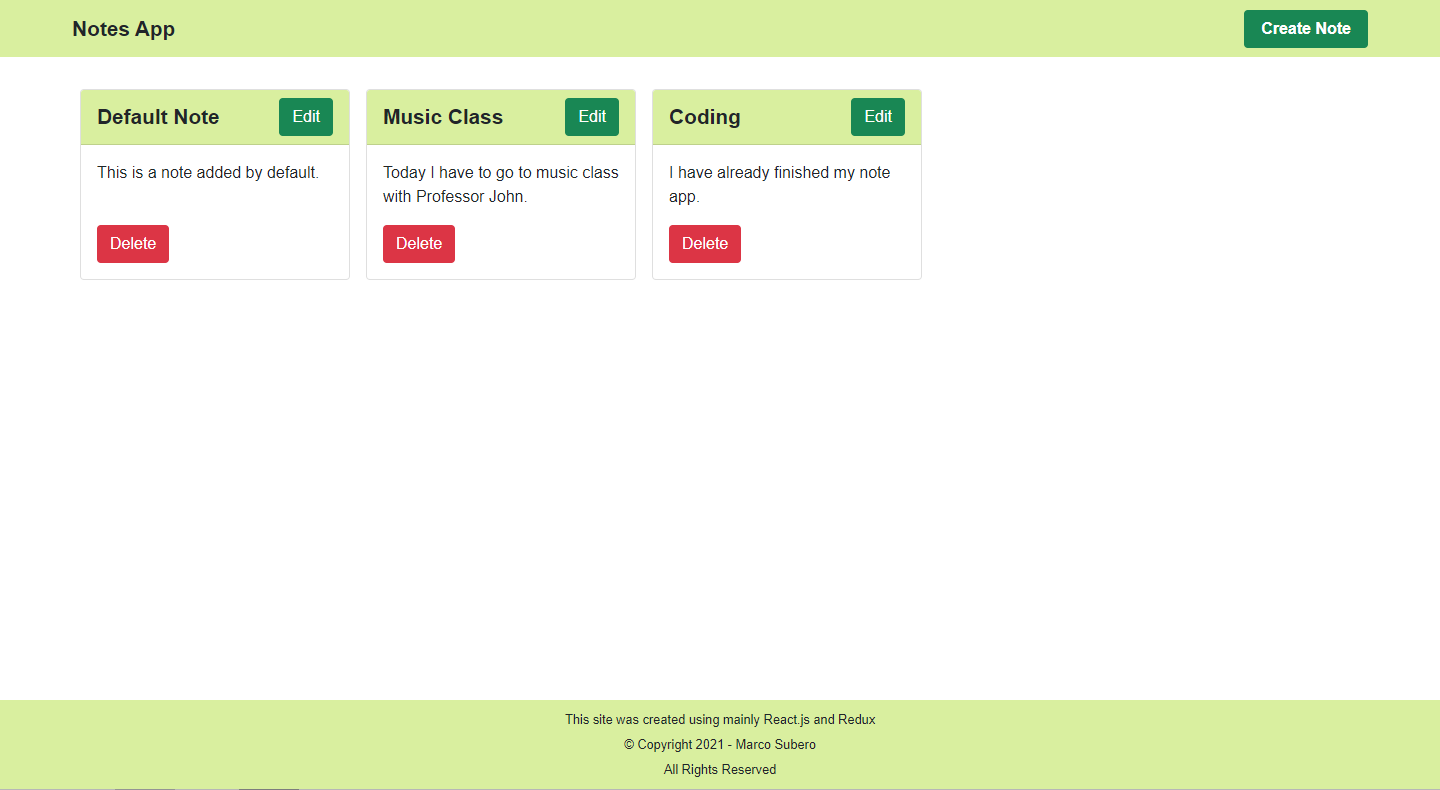 Notes App
Create Note
Default Note
Edit
This is a note added by default.
Delete
Music Class
Edit
Today I have to go to music class
with Professor John.
Delete
Coding
Edit
I have already finished my note
app.
Delete
This site was created using mainly React.js and Redux
© Copyright 2021 - Marco Subero
All Rights Reserved